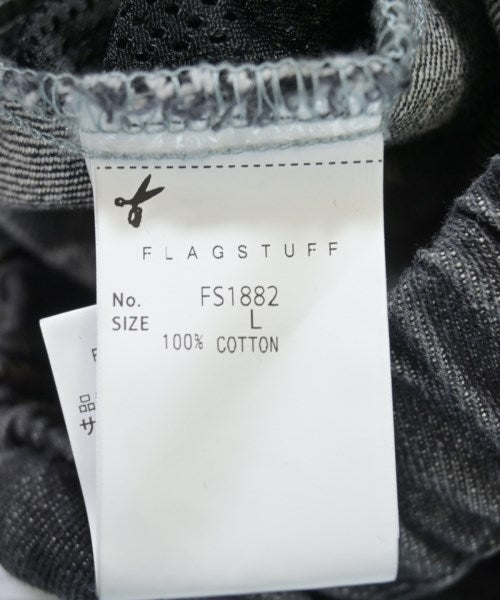 FLAGSTUFF
No. FS1882
SIZE L
100% COTTON
品
サ